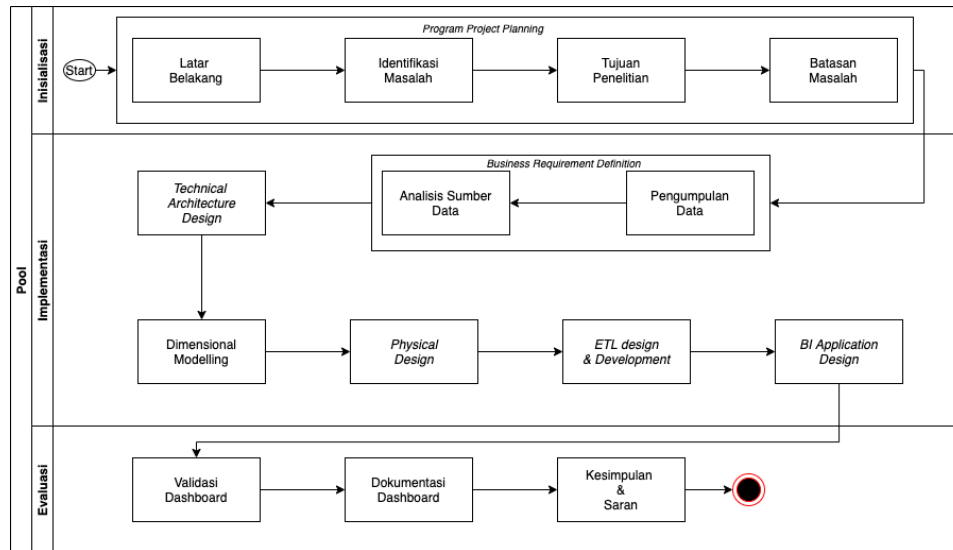 Pool
Inisialisasi
Program Project Planning
Start
Latar
Belakang
Identifikasi
Masalah
Tujuan
Penelitian
Batasan
Masalah
Implementasi
Business Requirement Definition
Technical
Architecture
Design
Analisis Sumber
Data
Pengumpulan
Data
Dimensional
Modelling
Physical
Design
ETL design
& Development
BI Application
Design
Evaluasi
Validasi
Dashboard
Dokumentasi
Dashboard
Kesimpulan
&
Saran